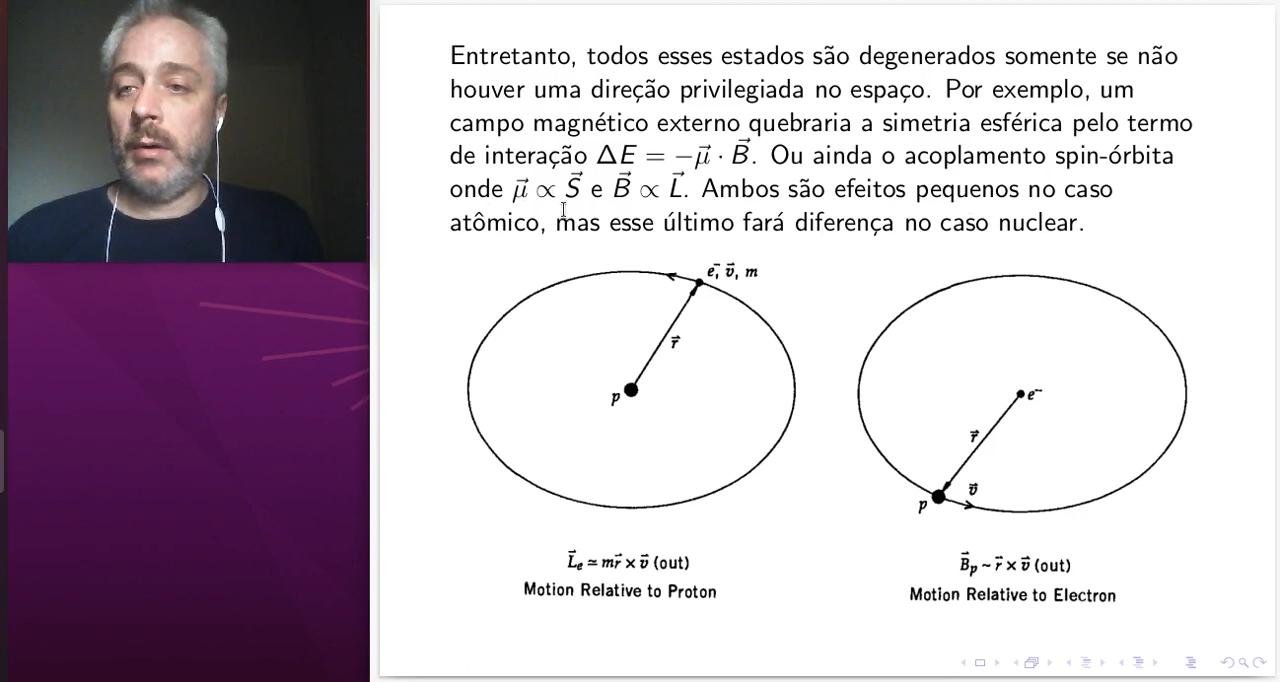 Entretanto, todos esses estados são degenerados somente se não
houver uma direção privilegiada no espaço. Por exemplo, um
campo magnético externo quebraria a simetria esférica pelo termo
de interação ΔE = −μ⃗ · B⃗. Ou ainda o acoplamento spin-órbita
onde μ⃗ ∝ S⃗ e B⃗ ∝ L⃗. Ambos são efeitos pequenos no caso
atômico, mas esse último fará diferença no caso nuclear.
e⁻, v⃗, m
r⃗
p
L⃗ₑ ≃ mr⃗ × v⃗ (out)
Motion Relative to Proton
e⁻
r⃗
v⃗
p
B⃗ₚ ~ r⃗ × v⃗ (out)
Motion Relative to Electron